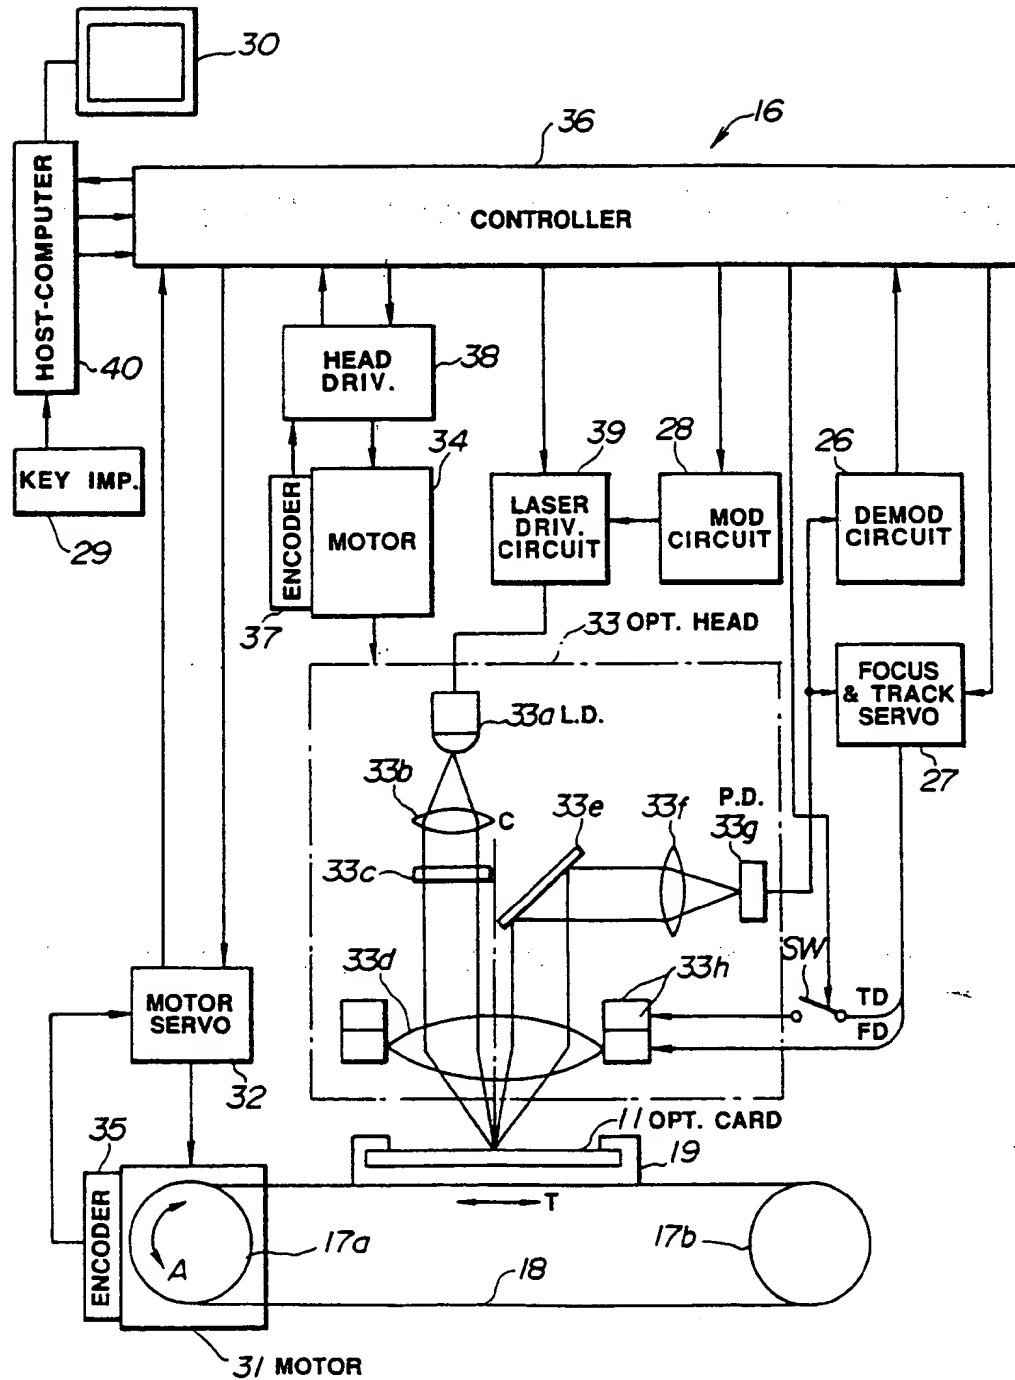 30
36
16
HOST-COMPUTER
CONTROLLER
40
HEAD
DRIV.
38
KEY IMP.
29
34
39
28
26
ENCODER
MOTOR
LASER
DRIV.
CIRCUIT
MOD
CIRCUIT
DEMOD
CIRCUIT
37
33 OPT. HEAD
FOCUS
& TRACK
SERVO
27
33a L.D.
33b
C
33e
33f
P.D.
33g
33c
33d
33h
SW
TD
FD
MOTOR
SERVO
32
11 OPT. CARD
35
19
T
ENCODER
A
17a
17b
18
31 MOTOR